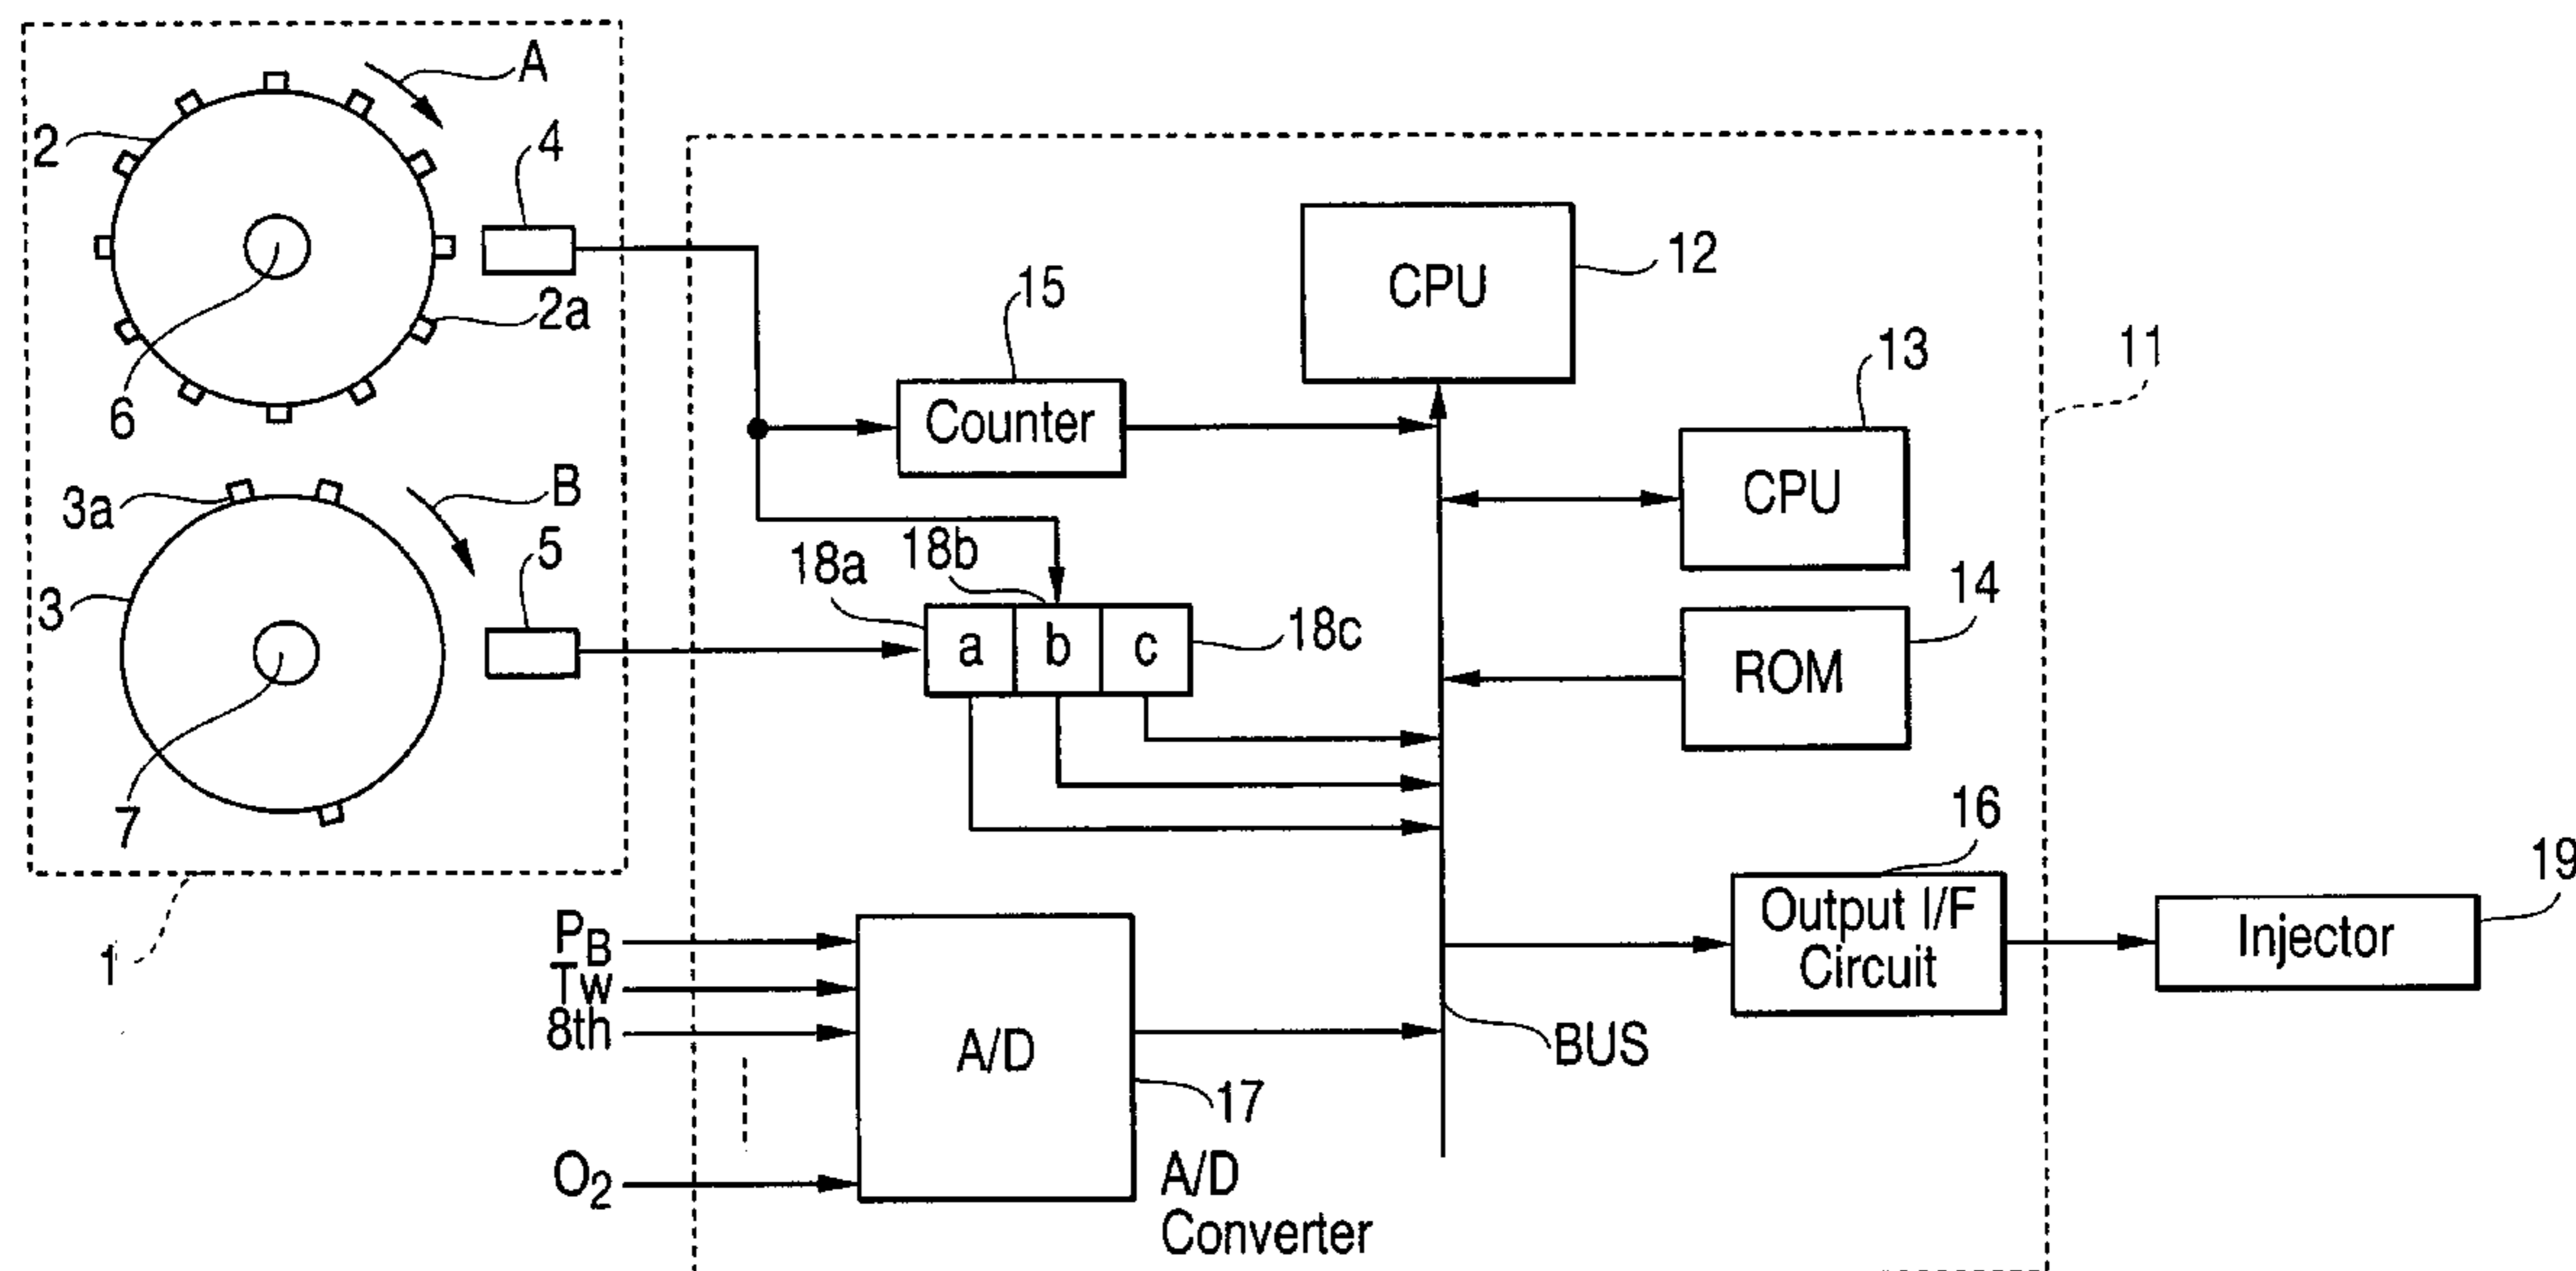 A
2
4
2a
6
3a
B
5
3
7
1
15
Counter
CPU
12
13
CPU
11
18a
18b
a
b
c
18c
14
ROM
16
Output I/F
Circuit
19
Injector
BUS
PB
Tw
8th
O2
A/D
17
A/D
Converter